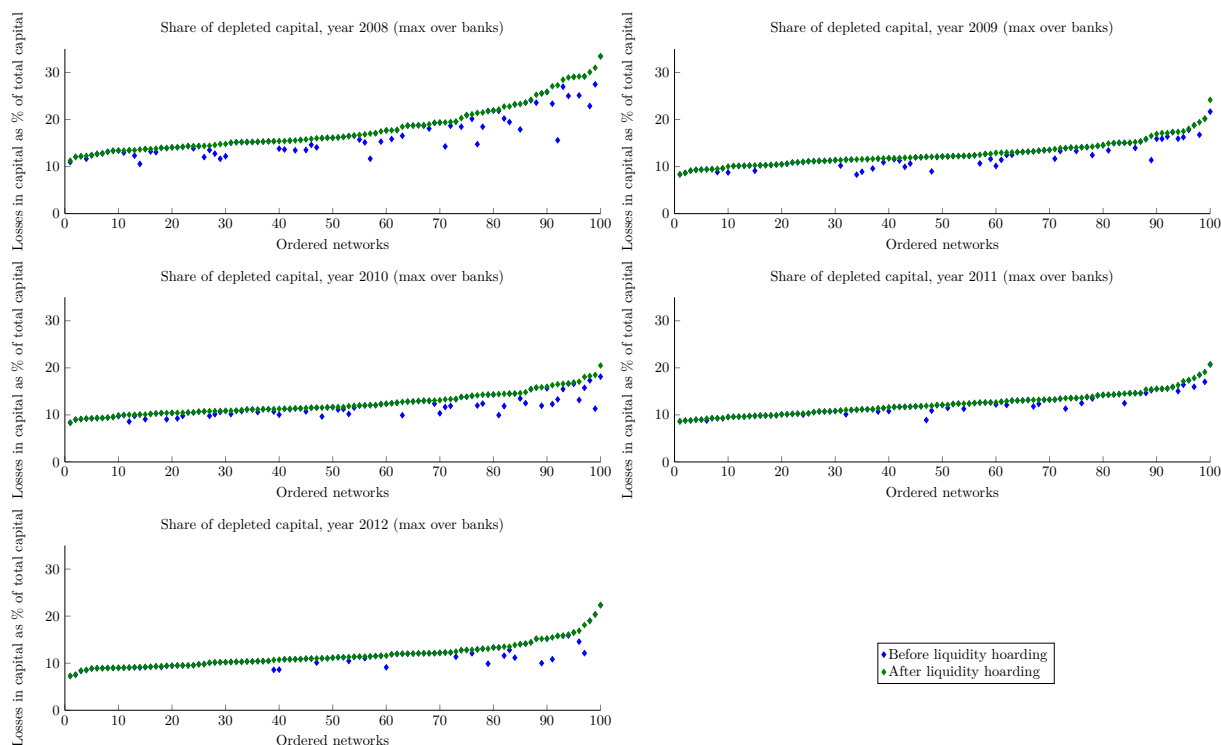 Share of depleted capital, year 2008 (max over banks)
Losses in capital as % of total capital
30
20
10
0
0 10 20 30 40 50 60 70 80 90 100
Ordered networks
Share of depleted capital, year 2009 (max over banks)
Losses in capital as % of total capital
30
20
10
0
0 10 20 30 40 50 60 70 80 90 100
Ordered networks
Share of depleted capital, year 2010 (max over banks)
Losses in capital as % of total capital
30
20
10
0
0 10 20 30 40 50 60 70 80 90 100
Ordered networks
Share of depleted capital, year 2011 (max over banks)
Losses in capital as % of total capital
30
20
10
0
0 10 20 30 40 50 60 70 80 90 100
Ordered networks
Share of depleted capital, year 2012 (max over banks)
Losses in capital as % of total capital
30
20
10
0
0 10 20 30 40 50 60 70 80 90 100
Ordered networks
Before liquidity hoarding
After liquidity hoarding